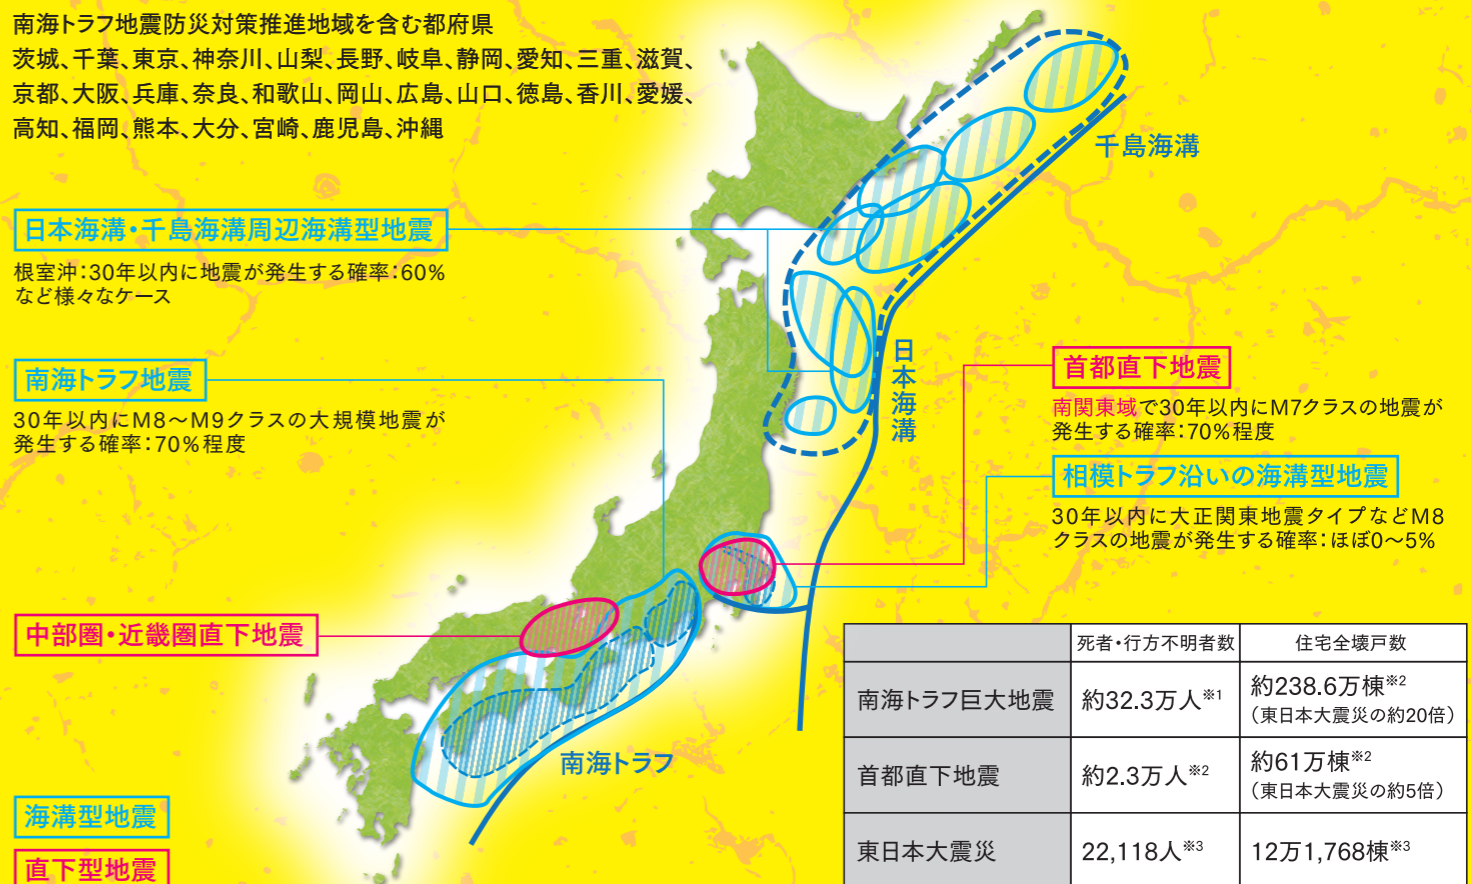 南海トラフ地震防災対策推進地域を含む都府県
茨城、千葉、東京、神奈川、山梨、長野、岐阜、静岡、愛知、三重、滋賀、
京都、大阪、兵庫、奈良、和歌山、岡山、広島、山口、徳島、香川、愛媛、
高知、福岡、熊本、大分、宮崎、鹿児島、沖縄
千島海溝
日本海溝・千島海溝周辺海溝型地震
根室沖：30年以内に地震が発生する確率：60%
など様々なケース
南海トラフ地震
30年以内にM8～M9クラスの大規模地震が
発生する確率：70%程度
日本海溝
首都直下地震
南関東域で30年以内にM7クラスの地震が
発生する確率：70%程度
相模トラフ沿いの海溝型地震
30年以内に大正関東地震タイプなどM8
クラスの地震が発生する確率：ほぼ0～5%
中部圏・近畿圏直下地震
南海トラフ
海溝型地震
直下型地震
死者・行方不明者数 住宅全壊戸数
南海トラフ巨大地震 約32.3万人※1 約238.6万棟※2
（東日本大震災の約20倍）
首都直下地震 約2.3万人※2 約61万棟※2
（東日本大震災の約5倍）
東日本大震災 22,118人※3 12万1,768棟※3